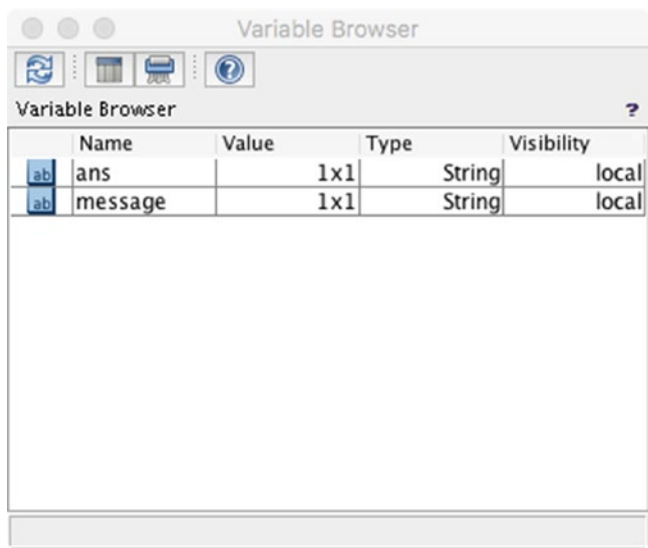 Variable Browser
?
Variable Browser ?
Name Value Type Visibility
ab ans 1x1 String local
ab message 1x1 String local